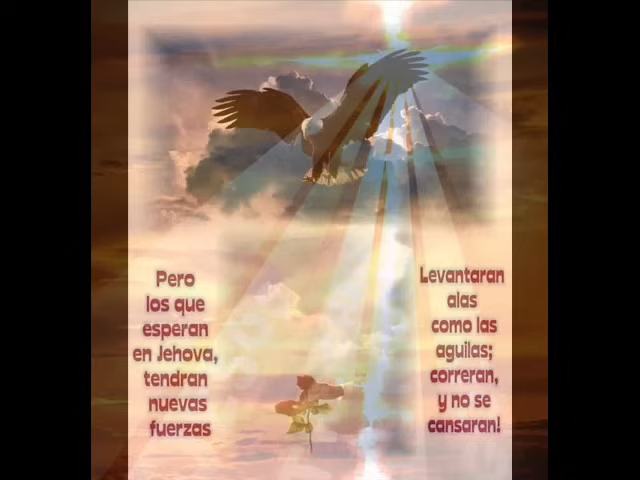 Pero
los que
esperan
en Jehova,
tendran
nuevas
fuerzas
Levantaran
alas
como las
aguilas;
correran,
y no se
cansaran!